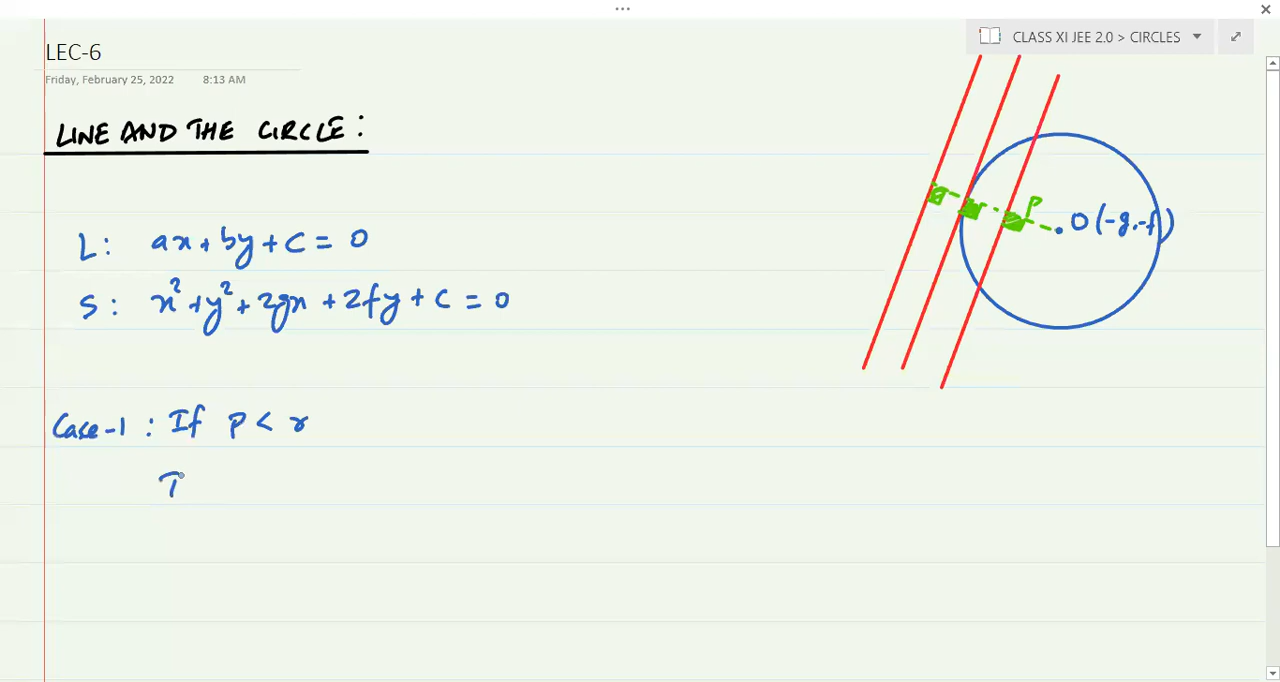 CLASS XI JEE 2.0 > CIRCLES
LEC-6
Friday, February 25, 2022 8:13 AM
LINE AND THE CIRCLE :
L : ax + by + C = 0
S : x² + y² + 2gx + 2fy + C = 0
P
O (-g,-f)
Case-1 : If P < r
T